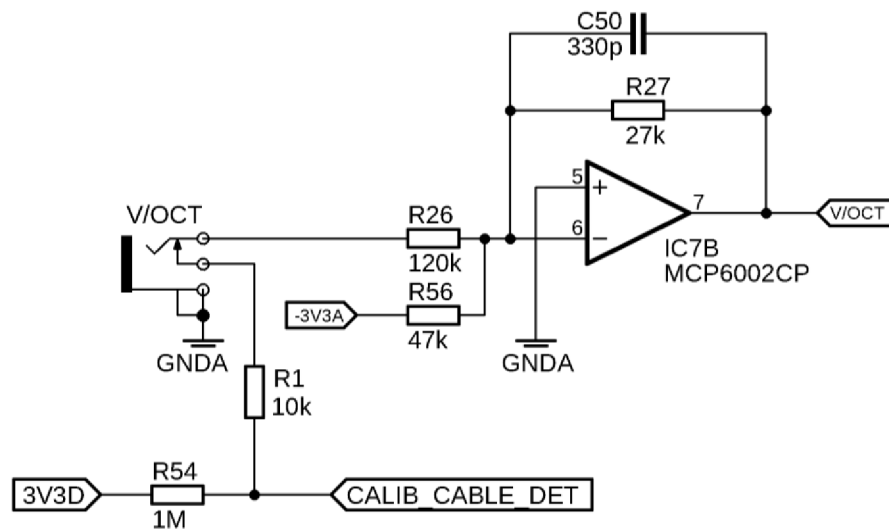 C50
330p
R27
27k
V/OCT
R26
120k
R56
47k
-3V3A
5
+
6
−
7
V/OCT
IC7B
MCP6002CP
GNDA
GNDA
R1
10k
R54
1M
3V3D
CALIB_CABLE_DET